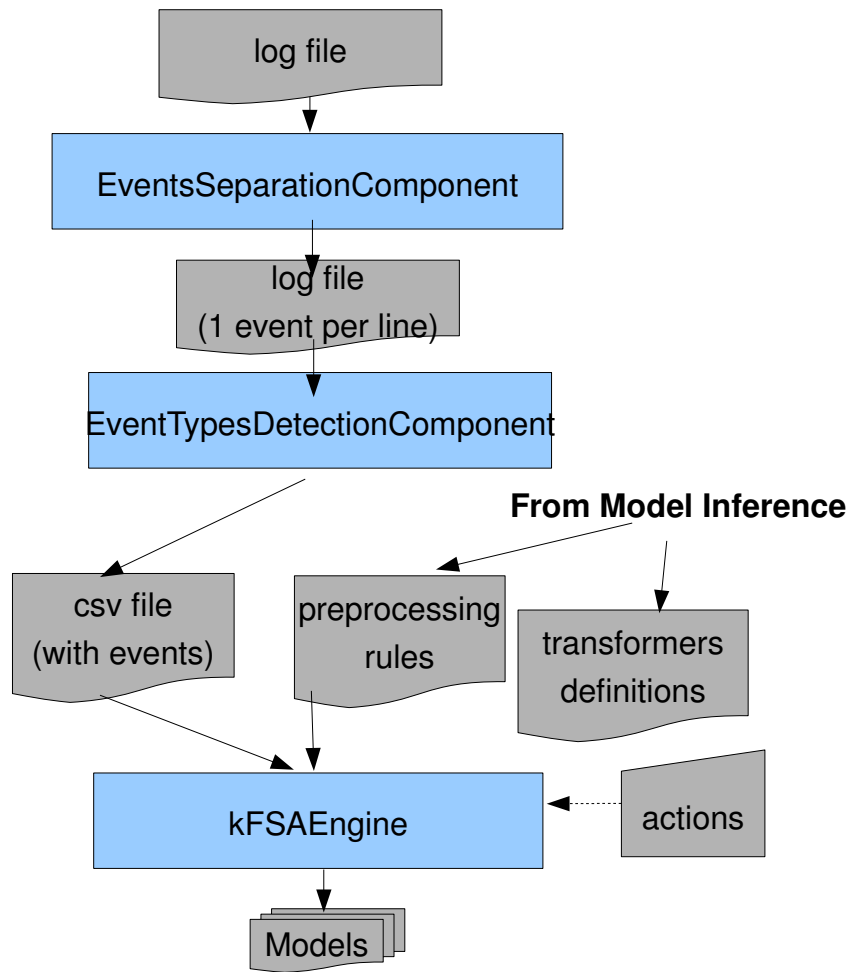 log file
EventsSeparationComponent
log file
(1 event per line)
EventTypesDetectionComponent
From Model Inference
csv file
(with events)
preprocessing
rules
transformers
definitions
kFSAEngine
actions
Models